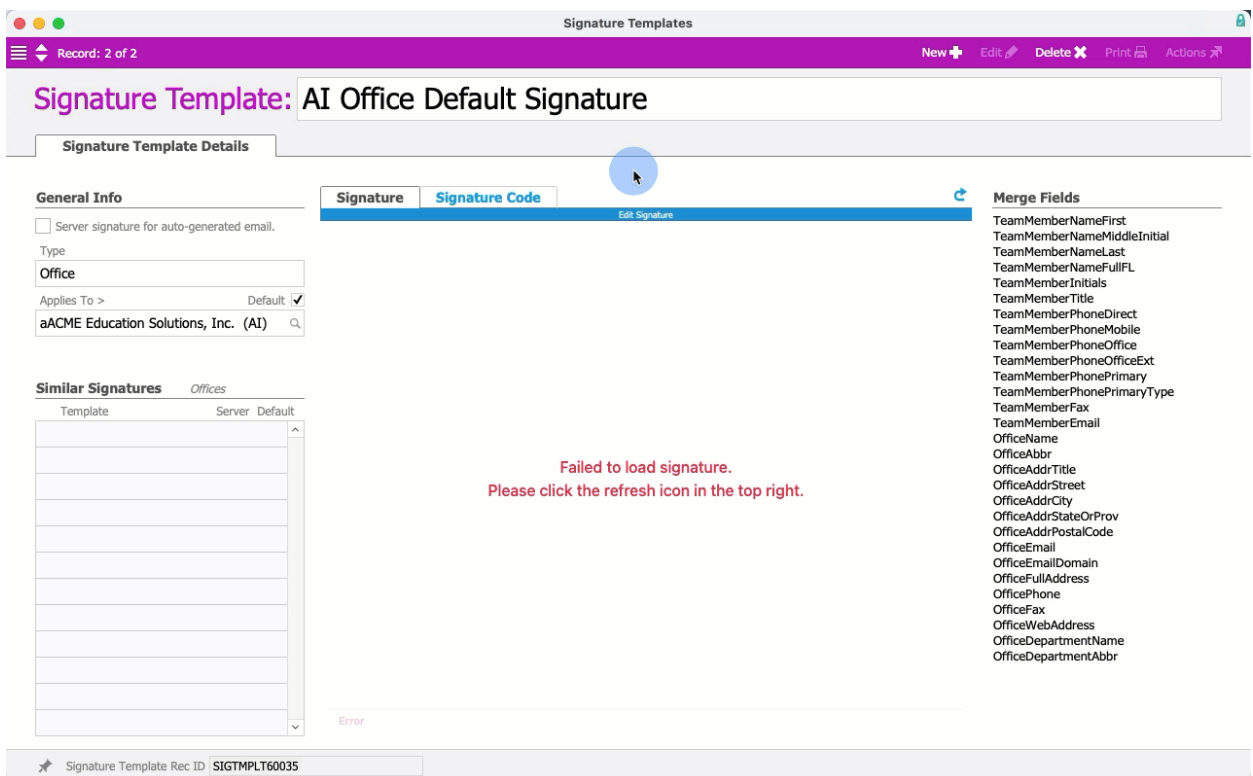 Signature Templates
Record: 2 of 2
New Edit Delete Print Actions
Signature Template: AI Office Default Signature
Signature Template Details
General Info
Server signature for auto-generated email.
Type
Office
Applies To > Default
aACME Education Solutions, Inc. (AI)
Similar Signatures Offices
Template Server Default
Signature Signature Code
Edit Signature
Failed to load signature.
Please click the refresh icon in the top right.
Error
Merge Fields
TeamMemberNameFirst
TeamMemberNameMiddleInitial
TeamMemberNameLast
TeamMemberNameFullFL
TeamMemberInitials
TeamMemberTitle
TeamMemberPhoneDirect
TeamMemberPhoneMobile
TeamMemberPhoneOffice
TeamMemberPhoneOfficeExt
TeamMemberPhonePrimary
TeamMemberPhonePrimaryType
TeamMemberFax
TeamMemberEmail
OfficeName
OfficeAbbr
OfficeAddrTitle
OfficeAddrStreet
OfficeAddrCity
OfficeAddrStateOrProv
OfficeAddrPostalCode
OfficeEmail
OfficeEmailDomain
OfficeFullAddress
OfficePhone
OfficeFax
OfficeWebAddress
OfficeDepartmentName
OfficeDepartmentAbbr
Signature Template Rec ID SIGTMPLT60035